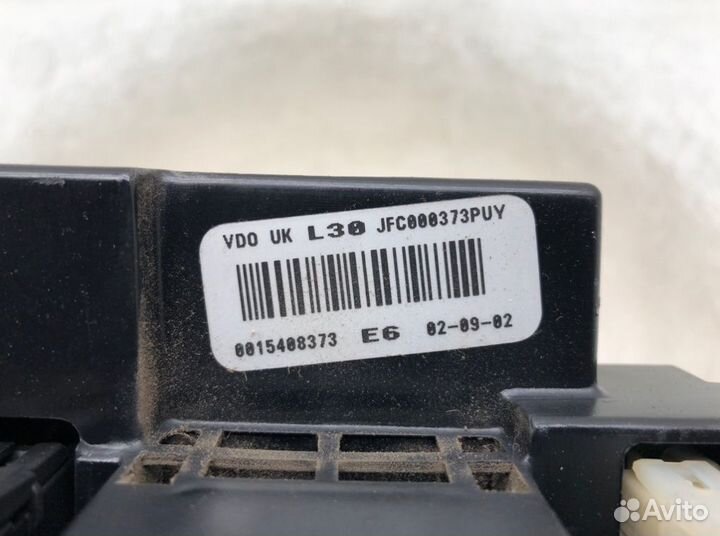 VDO UK L30 JFC000373PUY
0015408373 E6 02-09-02
Avito